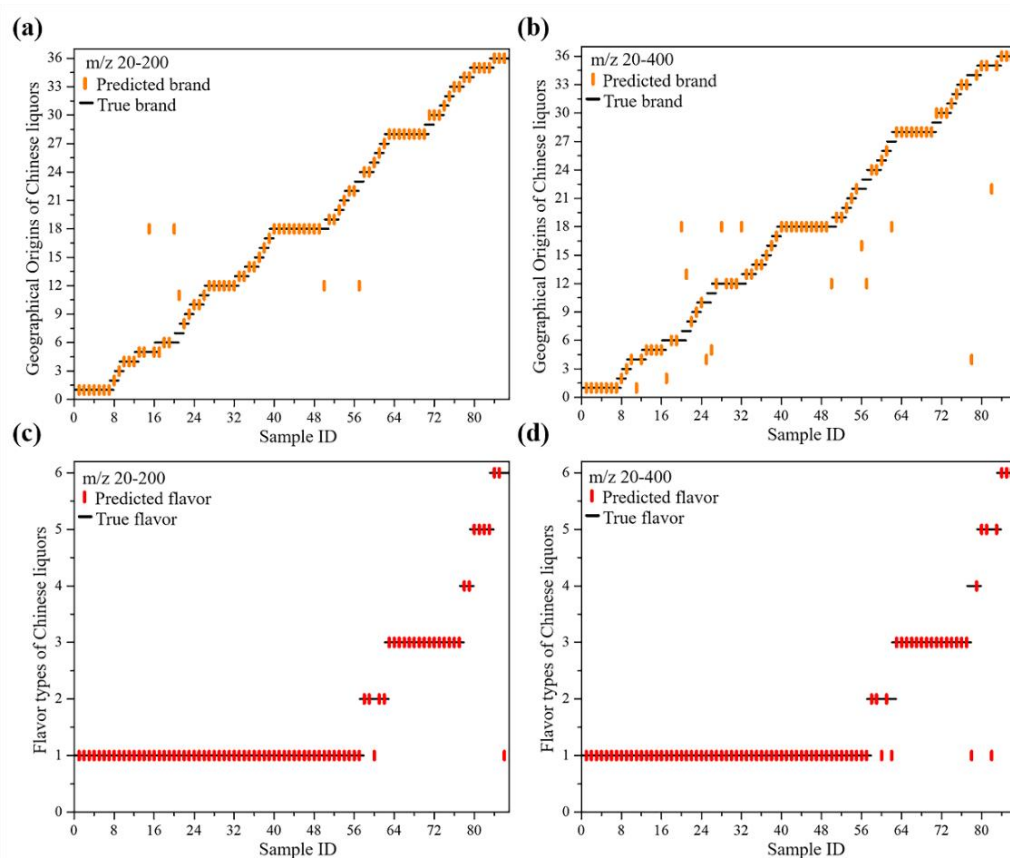 (a)
m/z 20-200
Predicted brand
True brand
Geographical Origins of Chinese liquors
36
33
30
27
24
21
18
15
12
9
6
3
0
0 8 16 24 32 40 48 56 64 72 80
Sample ID
(b)
m/z 20-400
Predicted brand
True brand
Geographical Origins of Chinese liquors
36
33
30
27
24
21
18
15
12
9
6
3
0
0 8 16 24 32 40 48 56 64 72 80
Sample ID
(c)
m/z 20-200
Predicted flavor
True flavor
Flavor types of Chinese liquors
6
5
4
3
2
1
0
0 8 16 24 32 40 48 56 64 72 80
Sample ID
(d)
m/z 20-400
Predicted flavor
True flavor
Flavor types of Chinese liquors
6
5
4
3
2
1
0
0 8 16 24 32 40 48 56 64 72 80
Sample ID